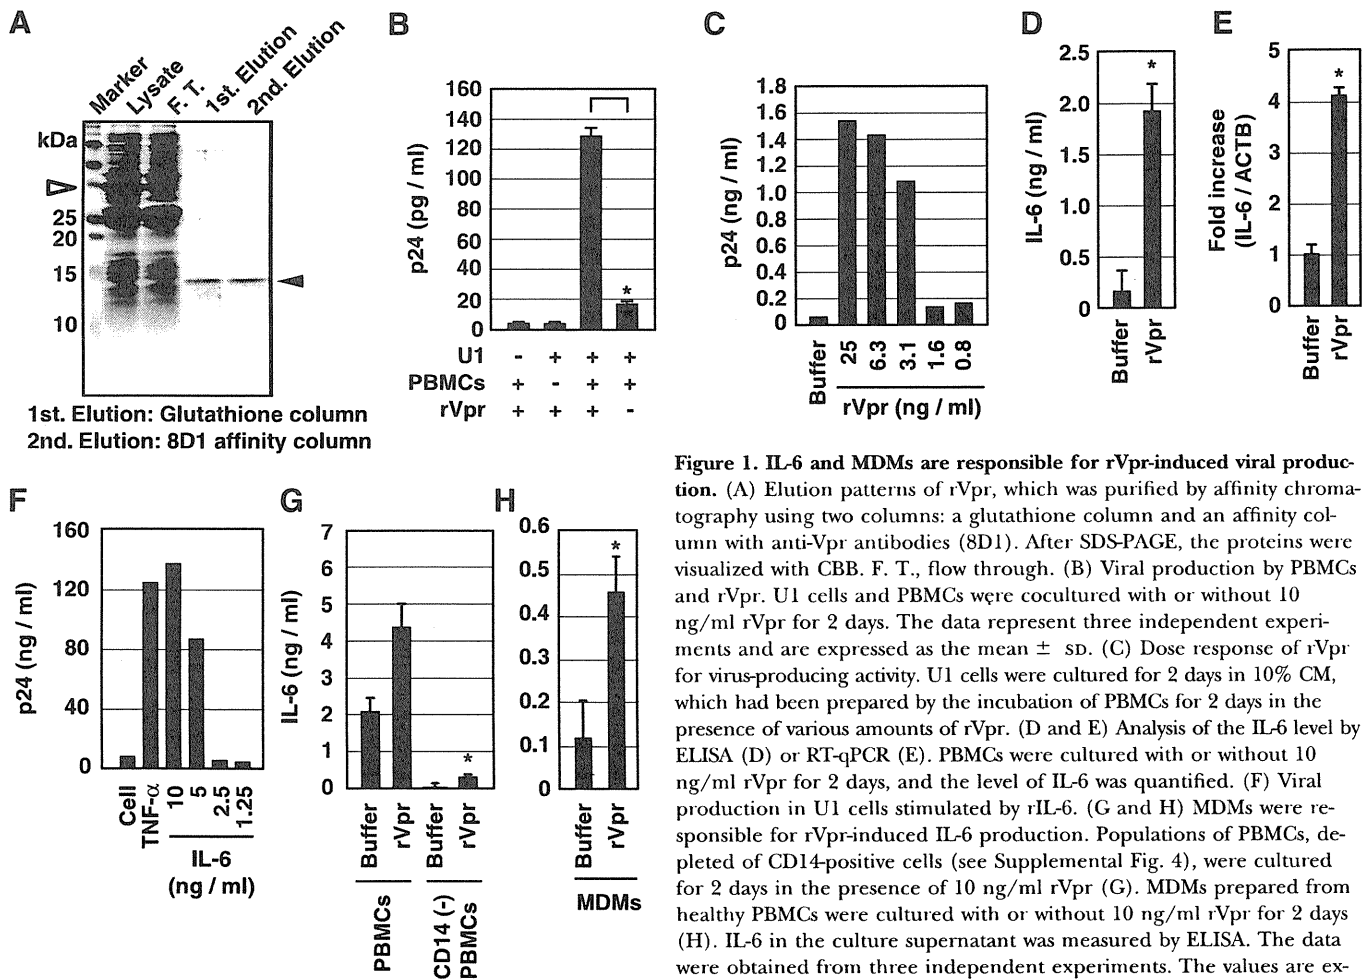 A
Marker
Lysate
F. T.
1st. Elution
2nd. Elution
kDa
25
20
15
10
1st. Elution: Glutathione column
2nd. Elution: 8D1 affinity column
B
p24 (pg / ml)
160
140
120
100
80
60
40
20
0
*
U1 - + + +
PBMCs + - + +
rVpr + + + -
C
p24 (ng / ml)
1.8
1.6
1.4
1.2
1.0
0.8
0.6
0.4
0.2
0
Buffer
25
6.3
3.1
1.6
0.8
rVpr (ng / ml)
D
IL-6 (ng / ml)
2.5
2.0
1.5
1.0
0.5
0
*
Buffer
rVpr
E
Fold increase
(IL-6 / ACTB)
5
4
3
2
1
0
*
Buffer
rVpr
F
p24 (ng / ml)
160
120
80
40
0
Cell
TNF-α
10
5
2.5
1.25
IL-6
(ng / ml)
G
IL-6 (ng / ml)
7
6
5
4
3
2
1
0
*
Buffer
rVpr
Buffer
rVpr
PBMCs
CD14 (-)
PBMCs
H
0.6
0.5
0.4
0.3
0.2
0.1
0
*
Buffer
rVpr
MDMs
Figure 1. IL-6 and MDMs are responsible for rVpr-induced viral produc-
tion. (A) Elution patterns of rVpr, which was purified by affinity chroma-
tography using two columns: a glutathione column and an affinity col-
umn with anti-Vpr antibodies (8D1). After SDS-PAGE, the proteins were
visualized with CBB. F. T., flow through. (B) Viral production by PBMCs
and rVpr. U1 cells and PBMCs were cocultured with or without 10
ng/ml rVpr for 2 days. The data represent three independent experi-
ments and are expressed as the mean ± SD. (C) Dose response of rVpr
for virus-producing activity. U1 cells were cultured for 2 days in 10% CM,
which had been prepared by the incubation of PBMCs for 2 days in the
presence of various amounts of rVpr. (D and E) Analysis of the IL-6 level by
ELISA (D) or RT-qPCR (E). PBMCs were cultured with or without 10
ng/ml rVpr for 2 days, and the level of IL-6 was quantified. (F) Viral
production in U1 cells stimulated by rIL-6. (G and H) MDMs were re-
sponsible for rVpr-induced IL-6 production. Populations of PBMCs, de-
pleted of CD14-positive cells (see Supplemental Fig. 4), were cultured
for 2 days in the presence of 10 ng/ml rVpr (G). MDMs prepared from
healthy PBMCs were cultured with or without 10 ng/ml rVpr for 2 days
(H). IL-6 in the culture supernatant was measured by ELISA. The data
were obtained from three independent experiments. The values are ex-